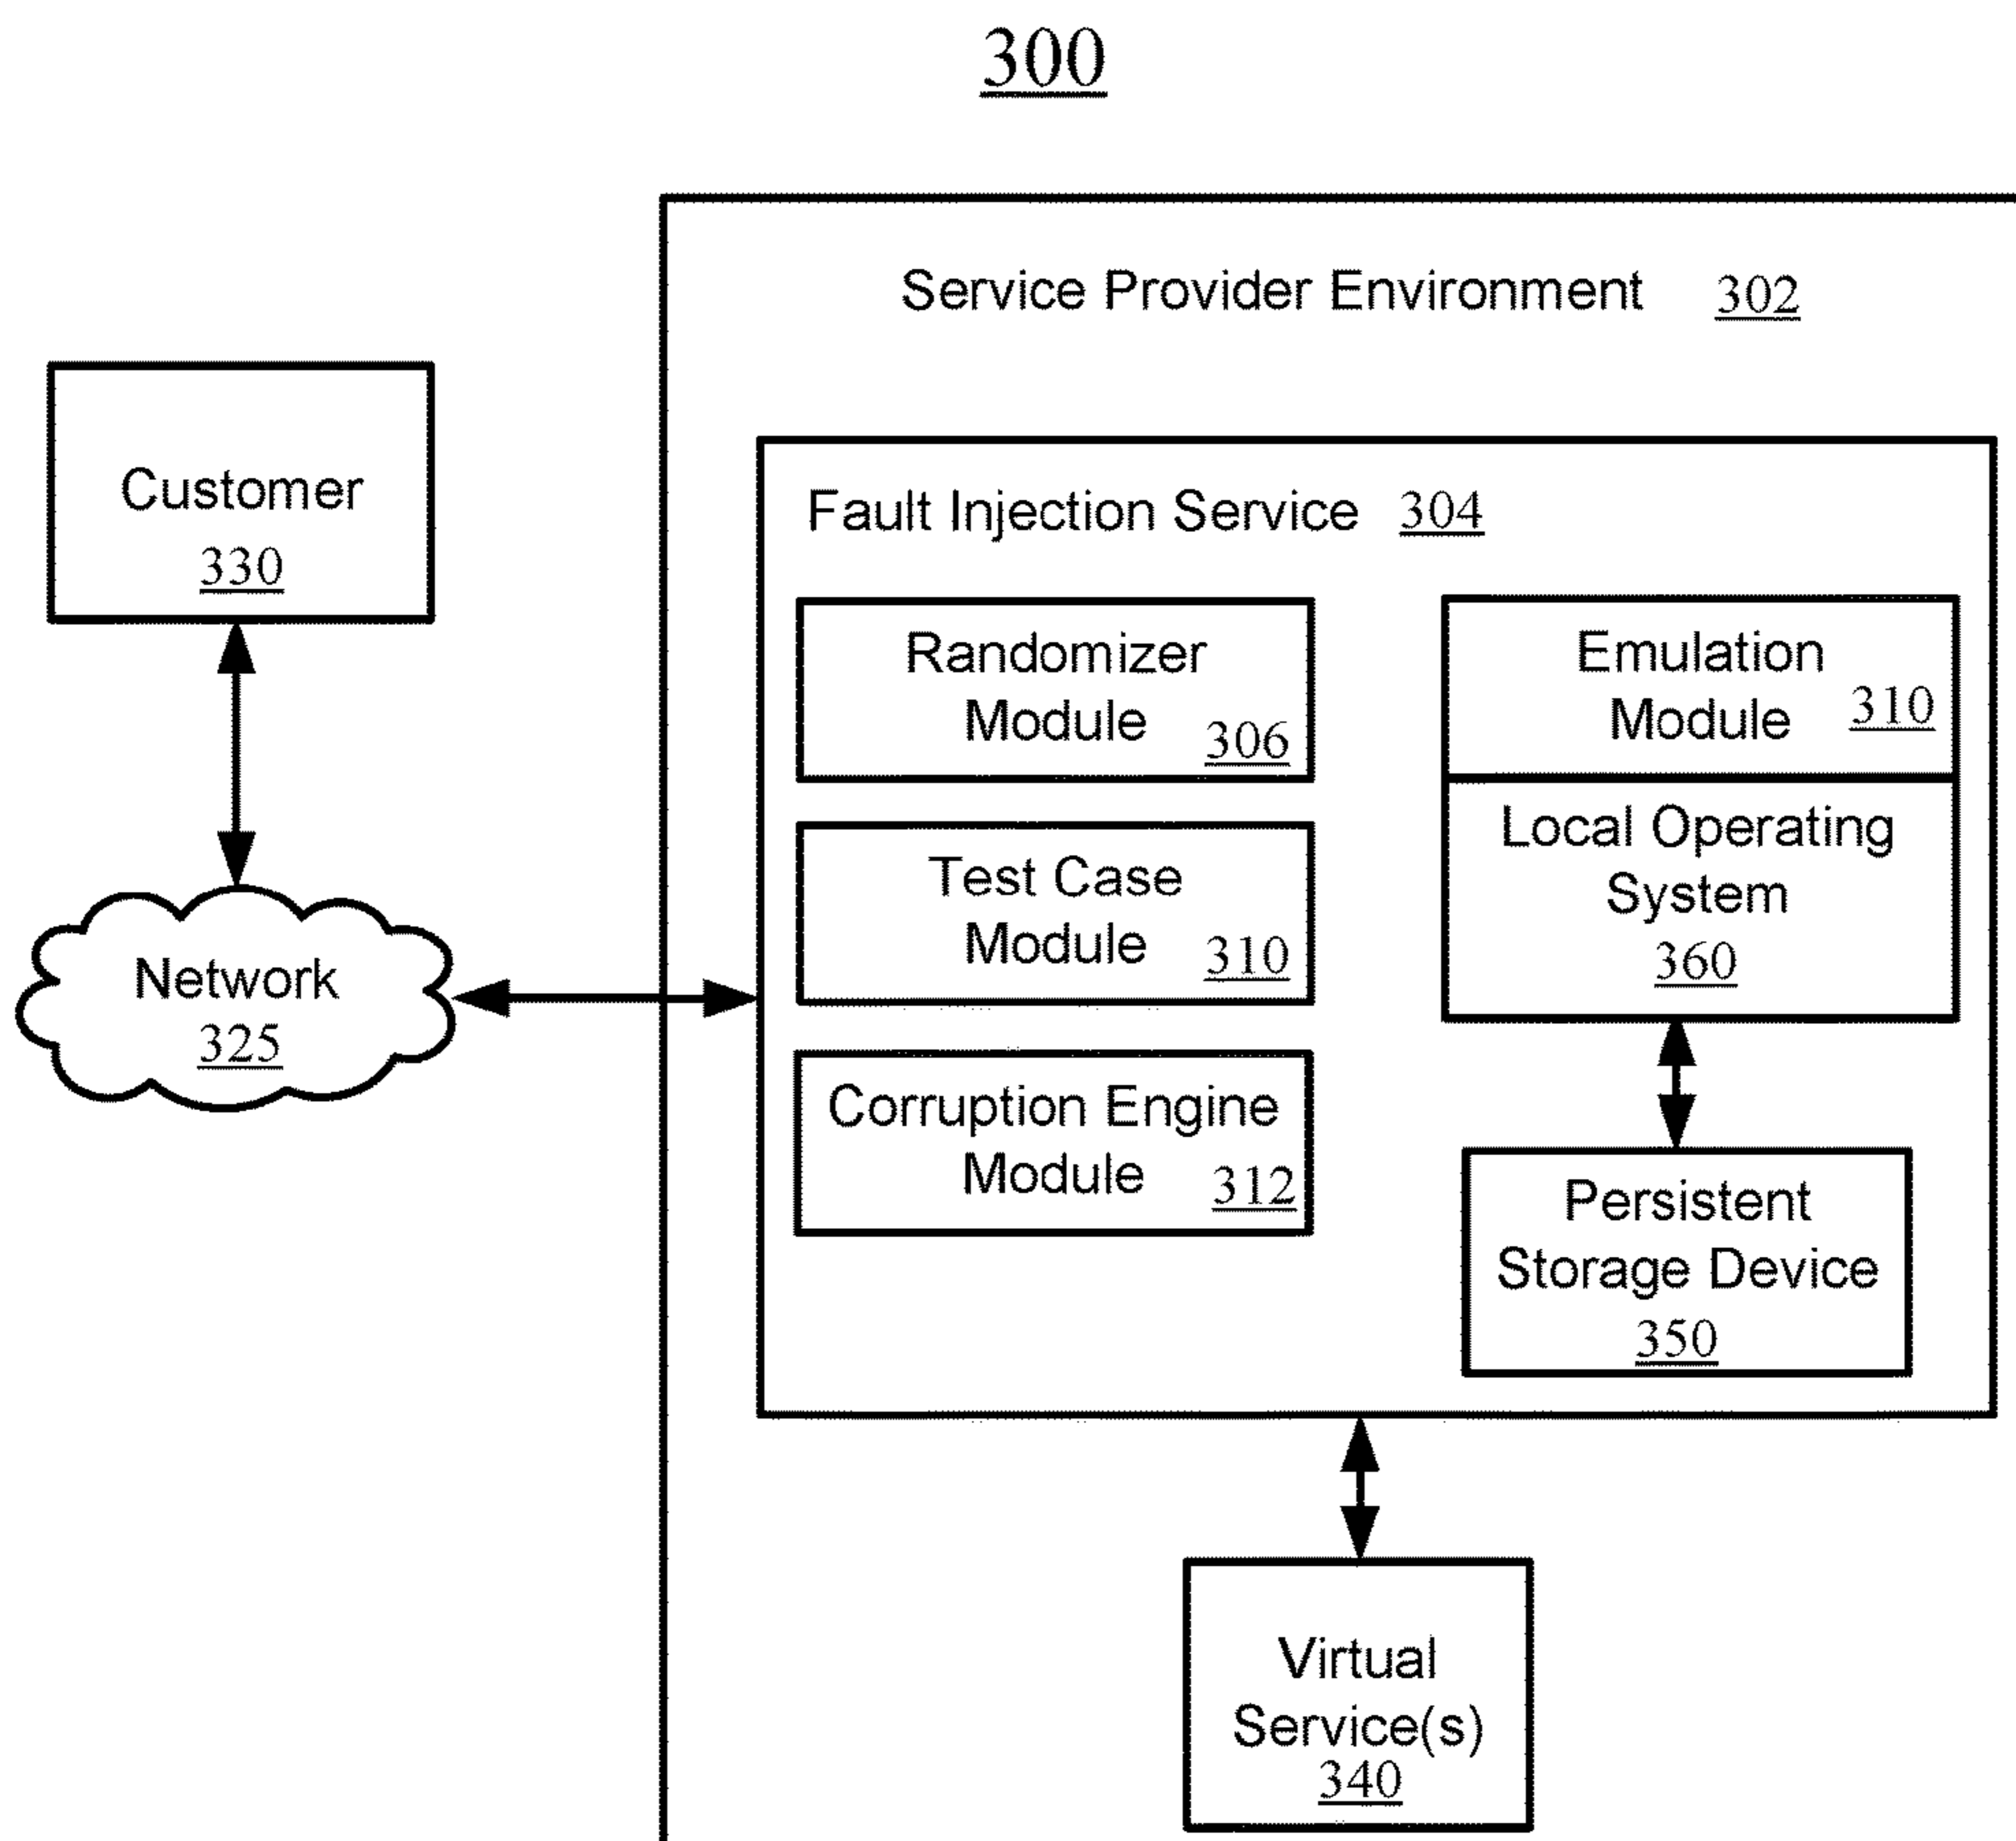 300
Service Provider Environment 302
Customer
330
Fault Injection Service 304
Randomizer
Module 306
Emulation
Module 310
Local Operating
System
360
Test Case
Module 310
Network
325
Corruption Engine
Module 312
Persistent
Storage Device
350
Virtual
Service(s)
340